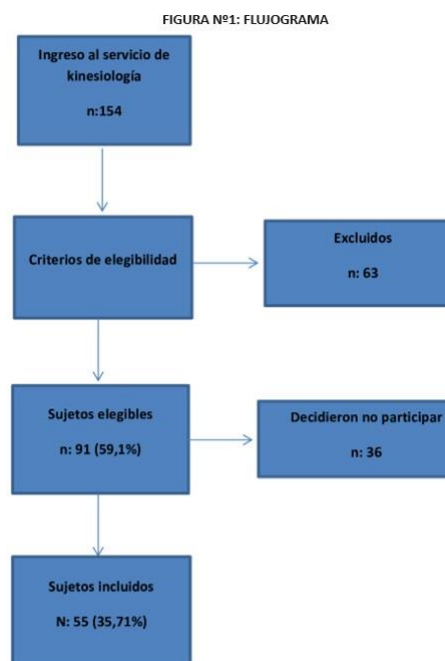 FIGURA Nº1: FLUJOGRAMA
Ingreso al servicio de
kinesiología
n:154
Criterios de elegibilidad
Excluidos
n: 63
Sujetos elegibles
n: 91 (59,1%)
Decidieron no participar
n: 36
Sujetos incluidos
N: 55 (35,71%)